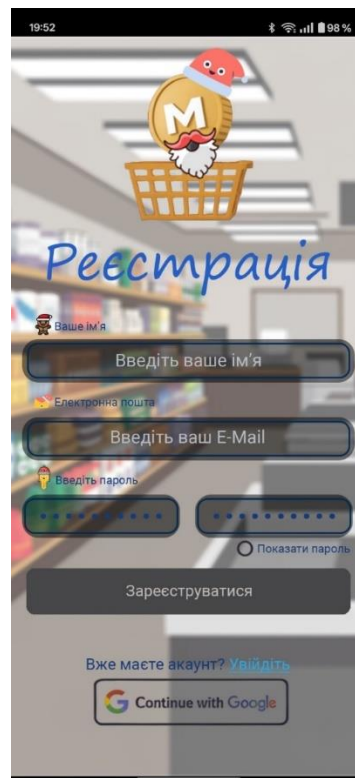 19:52
98 %
M
Реєстрація
Ваше ім'я
Введіть ваше ім'я
Електронна пошта
Введіть ваш E-Mail
Введіть пароль
Показати пароль
Зареєструватися
Вже маєте акаунт? Увійдіть
Continue with Google